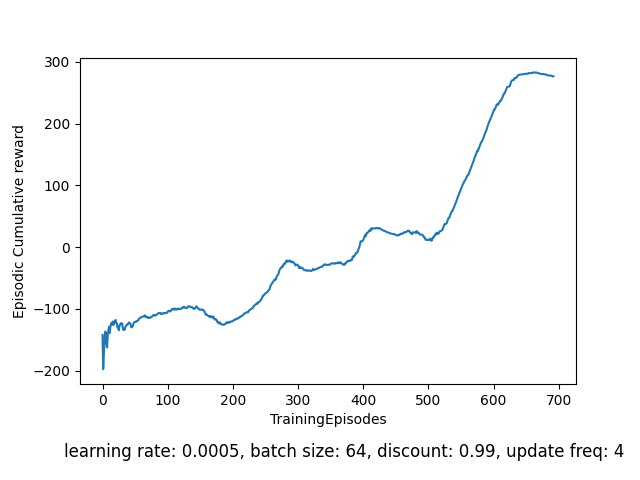 300
200
100
0
−100
−200
Episodic Cumulative reward
0 100 200 300 400 500 600 700
TrainingEpisodes
learning rate: 0.0005, batch size: 64, discount: 0.99, update freq: 4